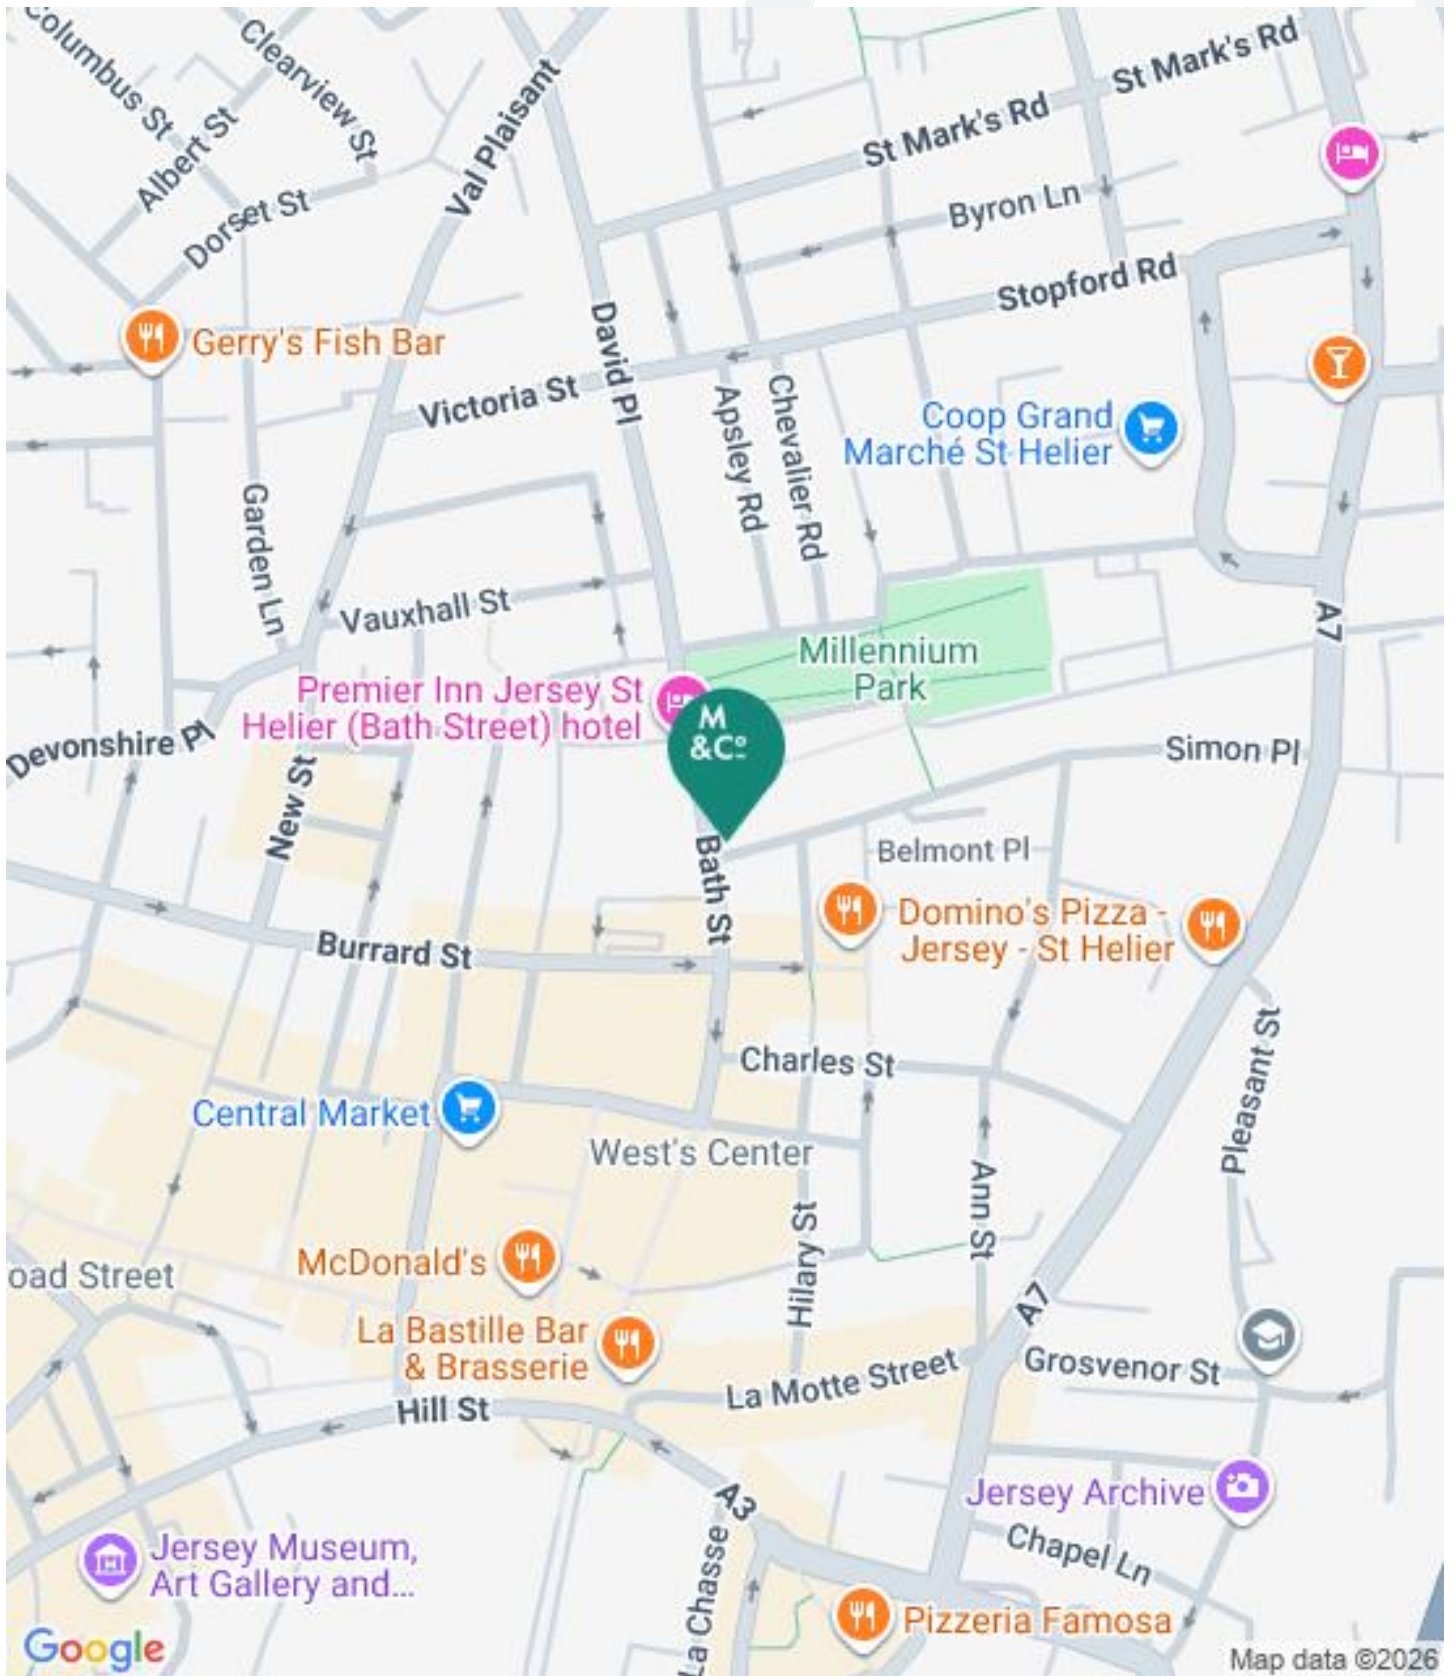 Columbus St
Clearview St
Albert St
Dorset St
Val Plaisant
St Mark's Rd
St Mark's Rd
Byron Ln
Stopford Rd
Gerry's Fish Bar
David Pl
Victoria St
Apsley Rd
Chevalier Rd
Coop Grand
Marché St Helier
Garden Ln
Vauxhall St
A7
Millennium
Park
Premier Inn Jersey St
Helier (Bath Street) hotel
M
&Co
Devonshire Pl
New St
Simon Pl
Bath St
Belmont Pl
Domino's Pizza -
Jersey - St Helier
Burrard St
Charles St
Pleasant St
Central Market
West's Center
Ann St
Hilary St
McDonald's
oad Street
A7
La Bastille Bar
& Brasserie
La Motte Street
Grosvenor St
Hill St
Jersey Archive
A3
Chapel Ln
Jersey Museum,
Art Gallery and...
La Chasse
Pizzeria Famosa
Google
Map data ©2026